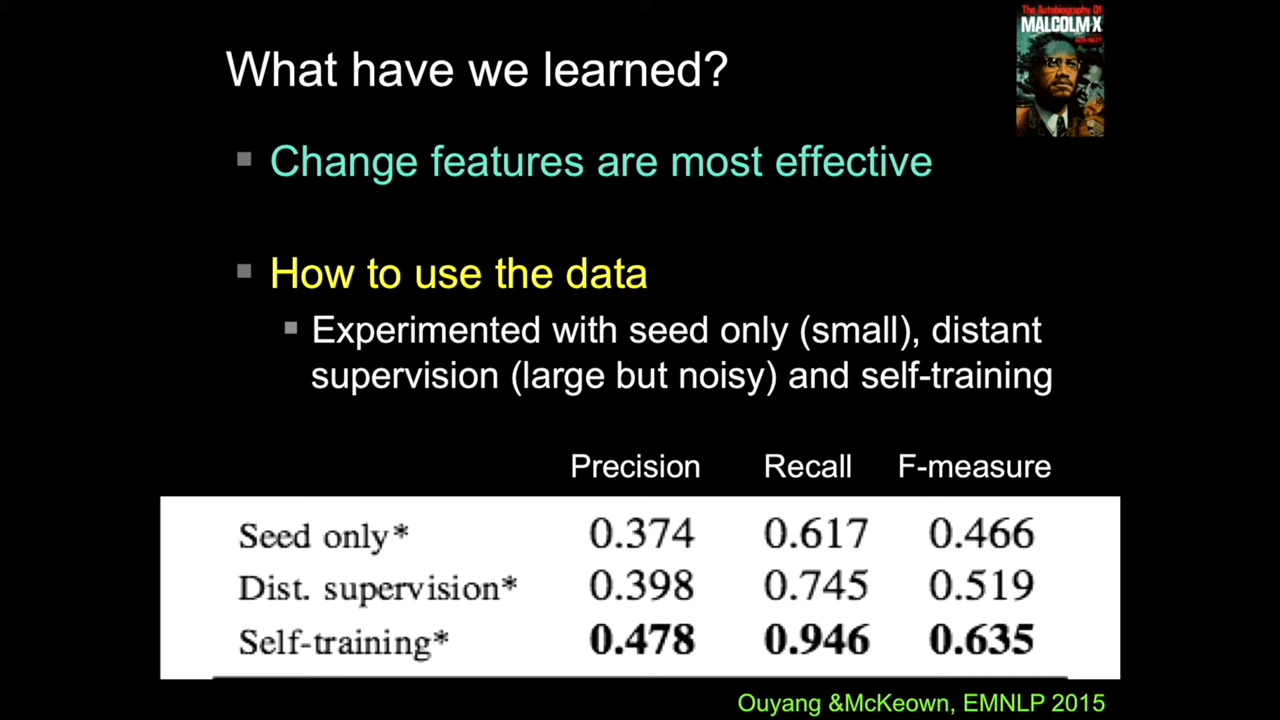 The Autobiography Of
MALCOLM X
ALEX HALEY
What have we learned?
Change features are most effective
How to use the data
Experimented with seed only (small), distant
supervision (large but noisy) and self-training
Precision Recall F-measure
Seed only* 0.374 0.617 0.466
Dist. supervision* 0.398 0.745 0.519
Self-training* 0.478 0.946 0.635
Ouyang &McKeown, EMNLP 2015